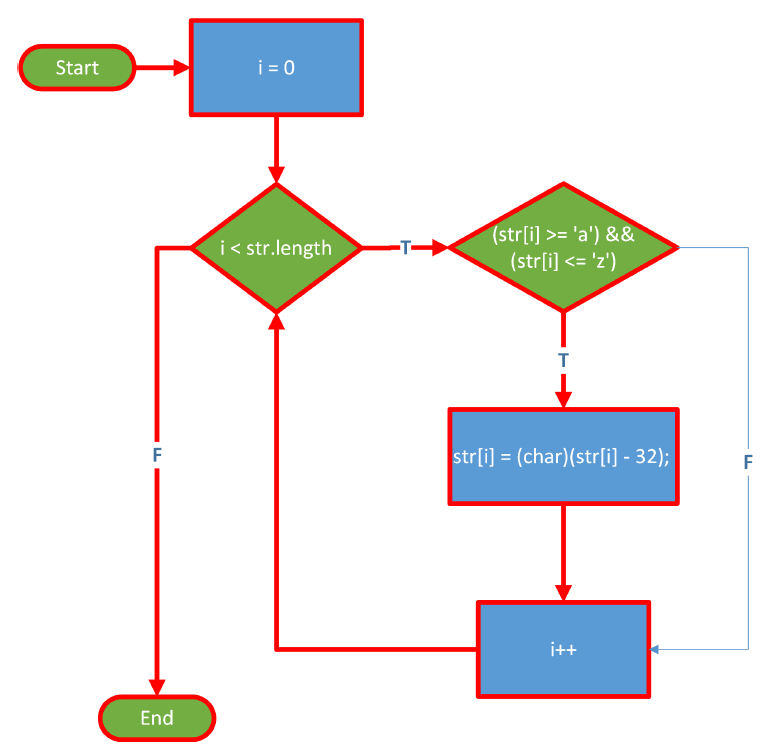 Start
i = 0
i < str.length
T
(str[i] >= 'a') &&
(str[i] <= 'z')
T
F
str[i] = (char)(str[i] - 32);
F
i++
End